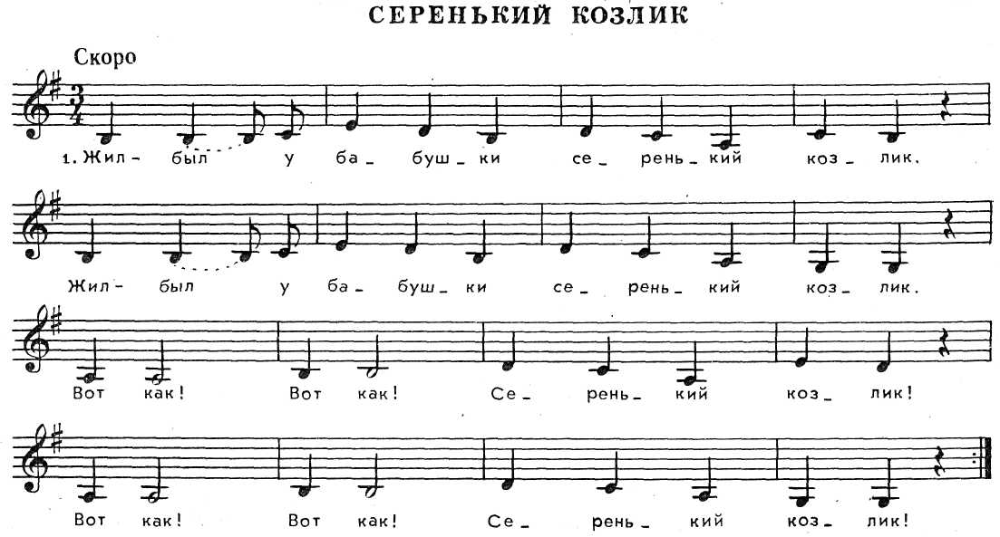 СЕРЕНЬКИЙ КОЗЛИК
Скоро
3
4
1. Жил - был у ба - буш - ки се - рень - кий коз - лик.
Жил - был у ба - буш - ки се - рень - кий коз - лик.
Вот как! Вот как! Се - рень - кий коз - лик!
Вот как! Вот как! Се - рень - кий коз - лик!